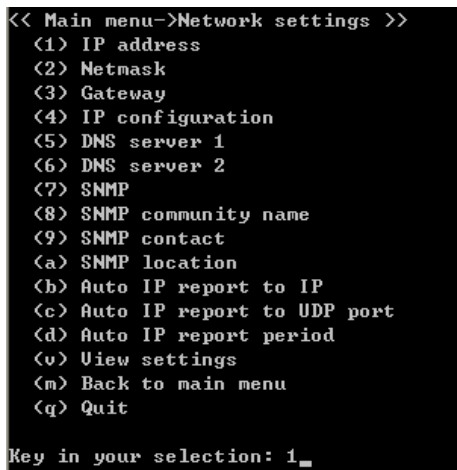 << Main menu->Network settings >>
(1) IP address
(2) Netmask
(3) Gateway
(4) IP configuration
(5) DNS server 1
(6) DNS server 2
(7) SNMP
(8) SNMP community name
(9) SNMP contact
(a) SNMP location
(b) Auto IP report to IP
(c) Auto IP report to UDP port
(d) Auto IP report period
(v) View settings
(m) Back to main menu
(q) Quit
Key in your selection: 1_